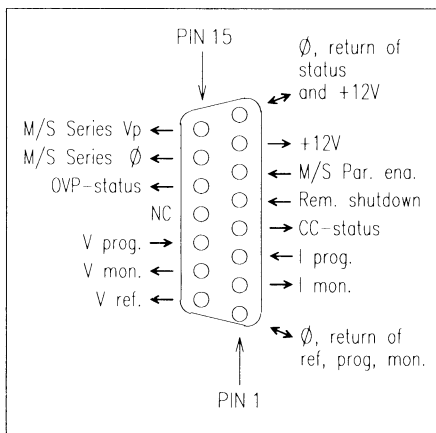 PIN 15
Ø, return of
status
and +12V
M/S Series Vp
M/S Series Ø
OVP-status
NC
V prog.
V mon.
V ref.
+12V
M/S Par. ena.
Rem. shutdown
CC-status
I prog.
I mon.
Ø, return of
ref, prog, mon.
PIN 1